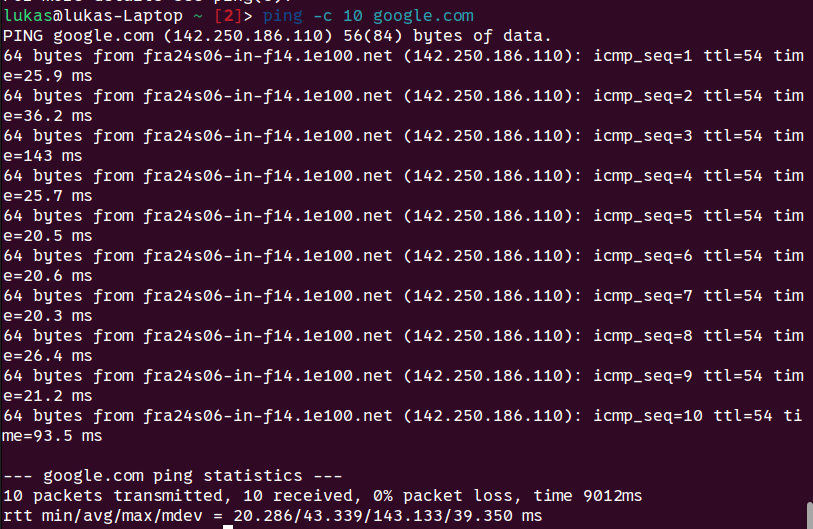 lukas@lukas-Laptop ~ [2]> ping -c 10 google.com
PING google.com (142.250.186.110) 56(84) bytes of data.
64 bytes from fra24s06-in-f14.1e100.net (142.250.186.110): icmp_seq=1 ttl=54 tim
e=25.9 ms
64 bytes from fra24s06-in-f14.1e100.net (142.250.186.110): icmp_seq=2 ttl=54 tim
e=36.2 ms
64 bytes from fra24s06-in-f14.1e100.net (142.250.186.110): icmp_seq=3 ttl=54 tim
e=143 ms
64 bytes from fra24s06-in-f14.1e100.net (142.250.186.110): icmp_seq=4 ttl=54 tim
e=25.7 ms
64 bytes from fra24s06-in-f14.1e100.net (142.250.186.110): icmp_seq=5 ttl=54 tim
e=20.5 ms
64 bytes from fra24s06-in-f14.1e100.net (142.250.186.110): icmp_seq=6 ttl=54 tim
e=20.6 ms
64 bytes from fra24s06-in-f14.1e100.net (142.250.186.110): icmp_seq=7 ttl=54 tim
e=20.3 ms
64 bytes from fra24s06-in-f14.1e100.net (142.250.186.110): icmp_seq=8 ttl=54 tim
e=26.4 ms
64 bytes from fra24s06-in-f14.1e100.net (142.250.186.110): icmp_seq=9 ttl=54 tim
e=21.2 ms
64 bytes from fra24s06-in-f14.1e100.net (142.250.186.110): icmp_seq=10 ttl=54 ti
me=93.5 ms

--- google.com ping statistics ---
10 packets transmitted, 10 received, 0% packet loss, time 9012ms
rtt min/avg/max/mdev = 20.286/43.339/143.133/39.350 ms